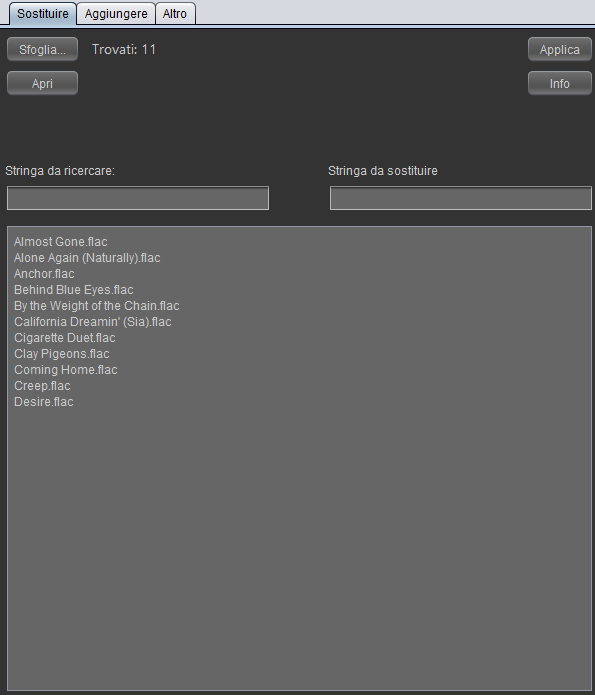 Sostituire Aggiungere Altro
Sfoglia... Trovati: 11 Applica
Apri Info
Stringa da ricercare: Stringa da sostituire
Almost Gone.flac
Alone Again (Naturally).flac
Anchor.flac
Behind Blue Eyes.flac
By the Weight of the Chain.flac
California Dreamin' (Sia).flac
Cigarette Duet.flac
Clay Pigeons.flac
Coming Home.flac
Creep.flac
Desire.flac